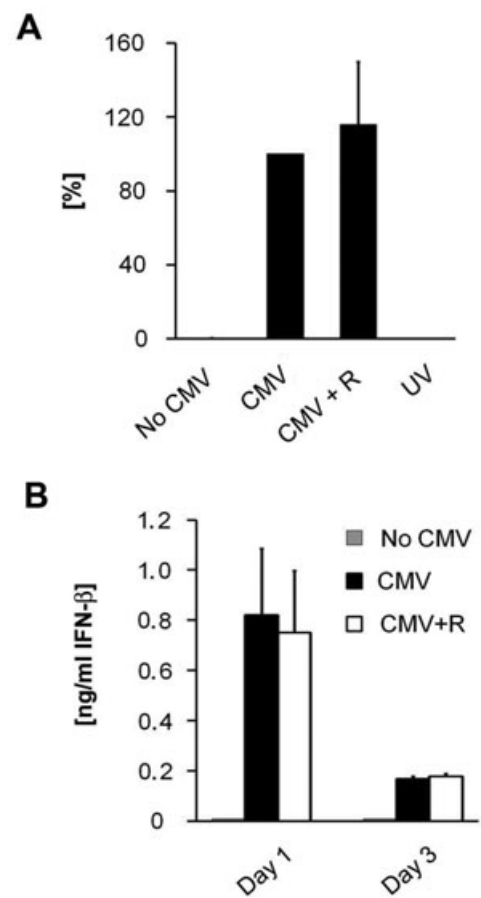 A
160
120
80
40
0
[%]
No CMV
CMV
CMV + R
UV
B
1.2
1.0
0.8
0.6
0.4
0.2
0
[ng/ml IFN-β]
No CMV
CMV
CMV+R
Day 1
Day 3